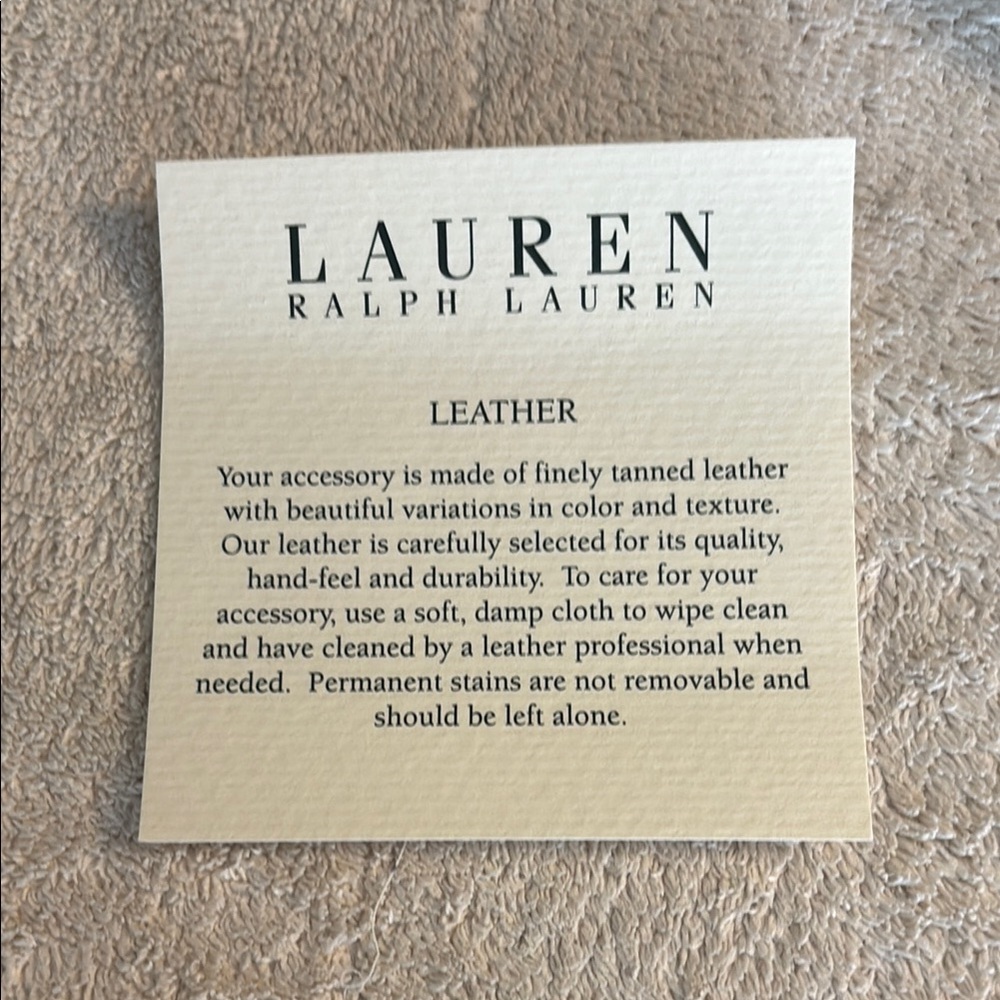 LAUREN
RALPH LAUREN
LEATHER
Your accessory is made of finely tanned leather
with beautiful variations in color and texture.
Our leather is carefully selected for its quality,
hand-feel and durability.  To care for your
accessory, use a soft, damp cloth to wipe clean
and have cleaned by a leather professional when
needed.  Permanent stains are not removable and
should be left alone.